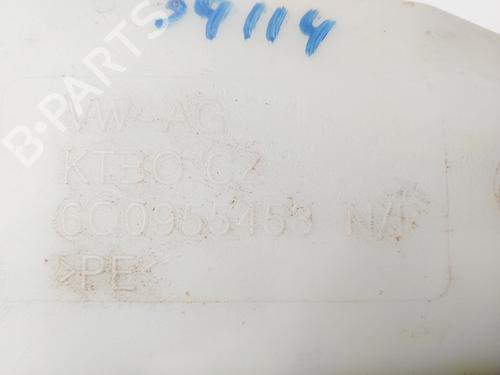 94114
B-PARTS
VW-AG
KTBO CZ
6Q0955453 N/P
>PE<